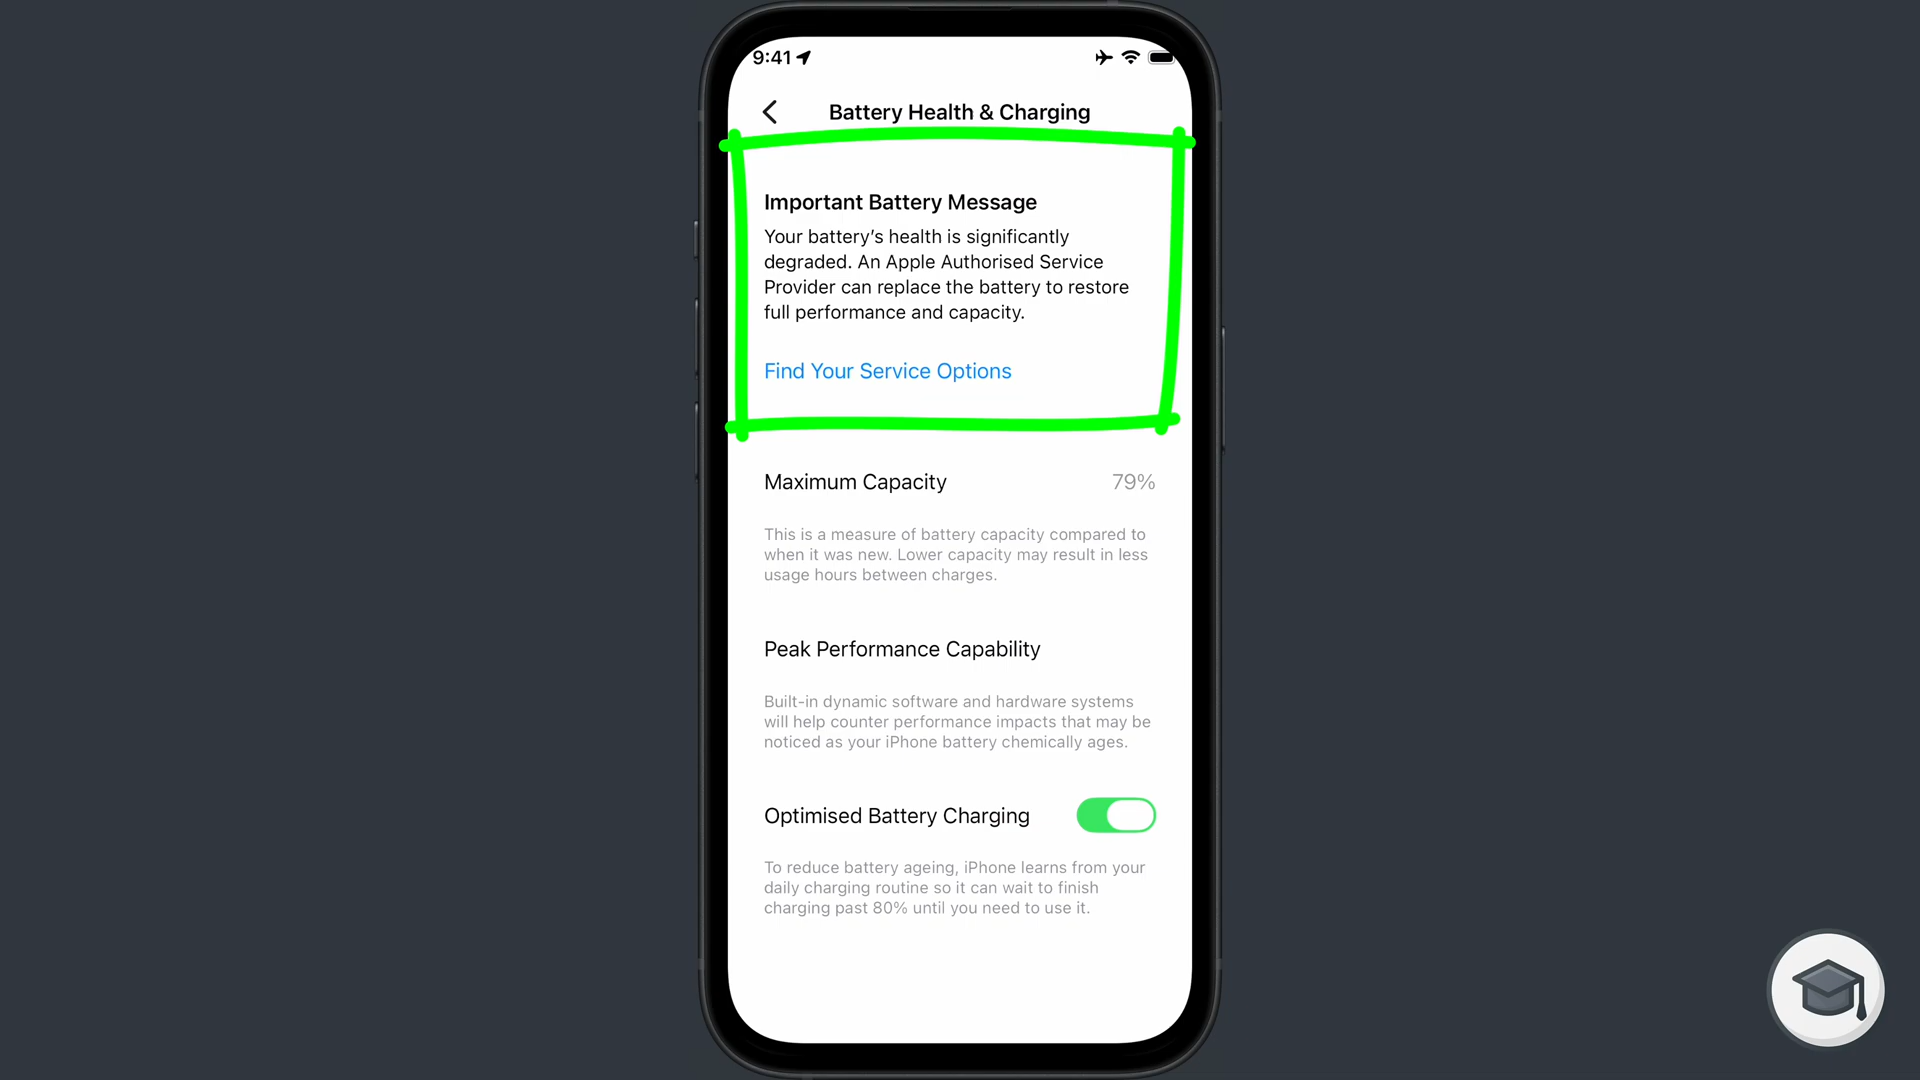 9:41
Battery Health & Charging
Important Battery Message
Your battery’s health is significantly
degraded. An Apple Authorised Service
Provider can replace the battery to restore
full performance and capacity.
Find Your Service Options
Maximum Capacity 79%
This is a measure of battery capacity compared to
when it was new. Lower capacity may result in less
usage hours between charges.
Peak Performance Capability
Built-in dynamic software and hardware systems
will help counter performance impacts that may be
noticed as your iPhone battery chemically ages.
Optimised Battery Charging
To reduce battery ageing, iPhone learns from your
daily charging routine so it can wait to finish
charging past 80% until you need to use it.